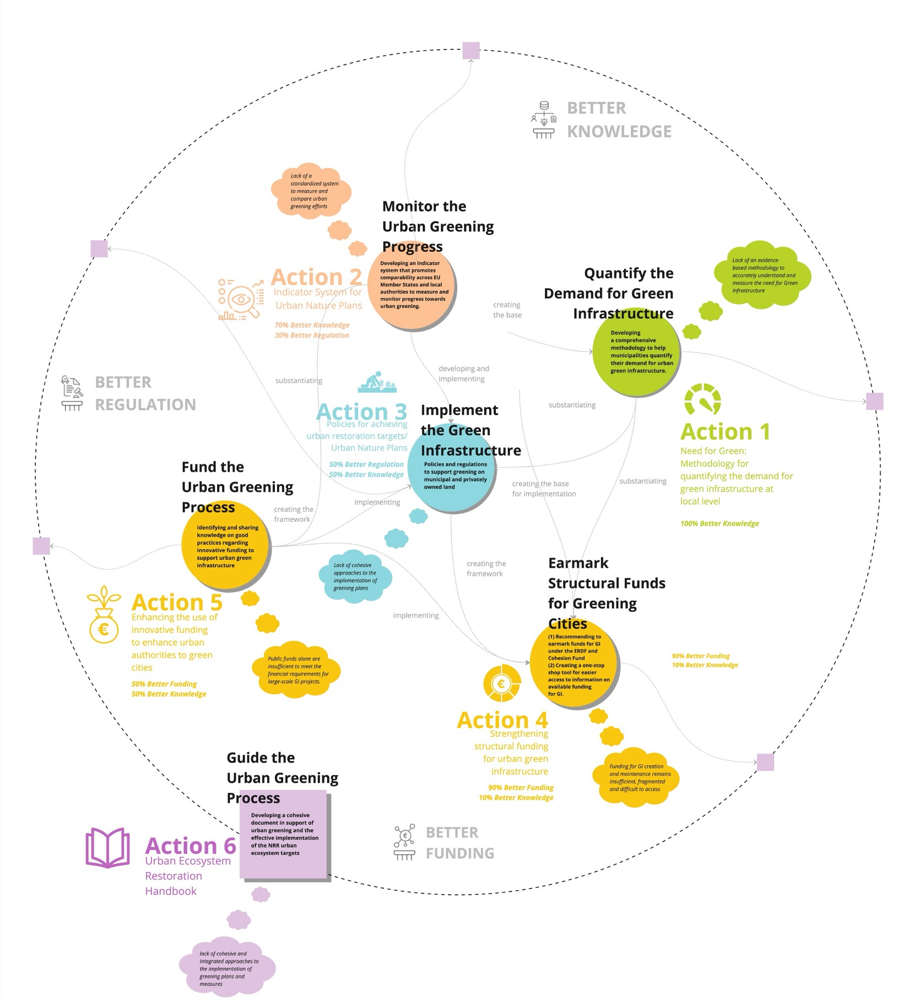 BETTER
KNOWLEDGE
Lack of a
standardized system
to measure and
compare urban
greening efforts
Monitor the
Urban Greening
Progress
Developing an indicator
system that promotes
comparability across EU
Member States and local
authorities to measure and
monitor progress towards
urban greening.
Action 2
Indicator System for
Urban Nature Plans
70% Better Knowledge
30% Better Regulation
Lack of an evidence-
based methodology to
accurately understand and
measure the need for Green
Infrastructure
Quantify the
Demand for Green
Infrastructure
Developing
a comprehensive
methodology to help
municipalities quantify
their demand for urban
green infrastructure.
creating
the base
developing and
implementing
substantiating
substantiating
BETTER
REGULATION
Action 3
Policies for achieving
urban restoration targets/
Urban Nature Plans
50% Better Regulation
50% Better Knowledge
Implement
the Green
Infrastructure
Policies and regulations
to support greening on
municipal and privately
owned land
Action 1
Need for Green:
Methodology for
quantifying the demand for
green infrastructure at
local level
100% Better Knowledge
creating the base
for implementation
substantiating
Fund the
Urban Greening
Process
Identifying and sharing
knowledge on good
practices regarding
innovative funding to
support urban green
infrastructure
creating the
framework
implementing
Lack of cohesive
approaches to the
implementation of
greening plans
creating the
framework
implementing
Action 5
Enhancing the use of
innovative funding
to enhance urban
authorities to green
cities
50% Better Funding
50% Better Knowledge
Public funds alone are
insufficient to meet the
financial requirements for
large-scale GI projects.
Earmark
Structural Funds
for Greening
Cities
(1) Recommending to
earmark funds for GI
under the ERDF and
Cohesion Fund
(2) Creating a one-stop
shop tool for easier
access to information on
available funding
for GI.
90% Better Funding
10% Better Knowledge
Action 4
Strengthening
structural funding
for urban green
infrastructure
90% Better Funding
10% Better Knowledge
Funding for GI creation
and maintenance remains
insufficient, fragmented
and difficult to access
Guide the
Urban Greening
Process
Developing a cohesive
document in support of
urban greening and the
effective implementation
of the NRR urban
ecosystem targets
Action 6
Urban Ecosystem
Restoration
Handbook
BETTER
FUNDING
lack of cohesive and
integrated approaches to
the implementation of
greening plans and
measures